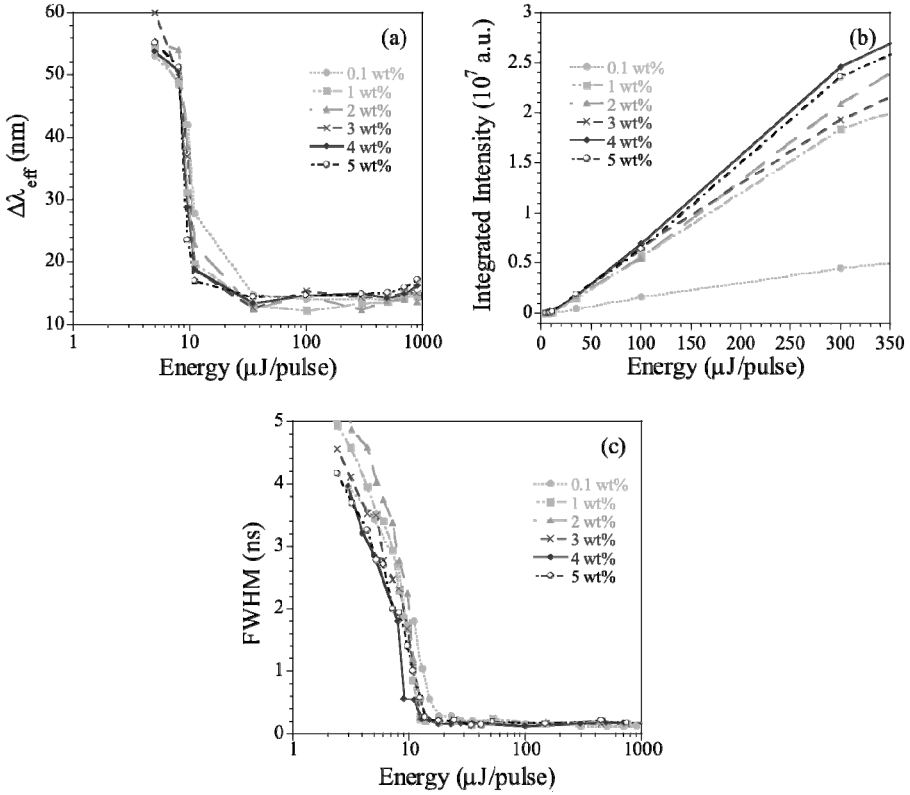 (a)
60
50
40
30
20
10
Δλeff (nm)
0.1 wt%
1 wt%
2 wt%
3 wt%
4 wt%
5 wt%
1
10
100
1000
Energy (μJ/pulse)
(b)
3
2.5
2
1.5
1
0.5
0
Integrated Intensity (10^7 a.u.)
0.1 wt%
1 wt%
2 wt%
3 wt%
4 wt%
5 wt%
0 50 100 150 200 250 300 350
Energy (μJ/pulse)
(c)
5
4
3
2
1
0
FWHM (ns)
0.1 wt%
1 wt%
2 wt%
3 wt%
4 wt%
5 wt%
1
10
100
1000
Energy (μJ/pulse)